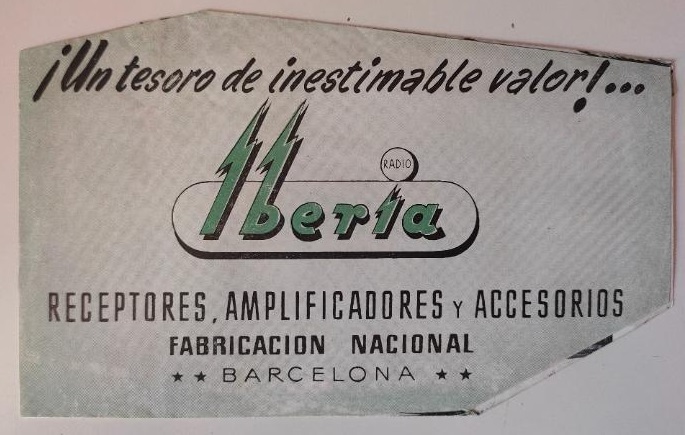 ¡Un tesoro de inestimable valor!...
RADIO
Iberia
RECEPTORES, AMPLIFICADORES Y ACCESORIOS
FABRICACION NACIONAL
★ ★ BARCELONA ★ ★